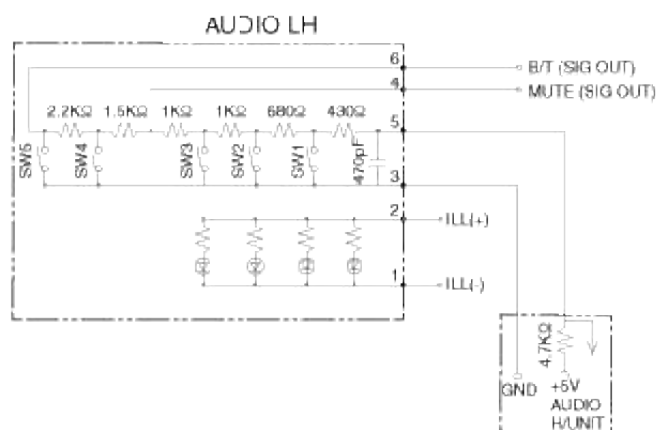 AUDIO LH
6
B/T (SIG OUT)
4
MUTE (SIG OUT)
2.2KΩ
1.5KΩ
1KΩ
1KΩ
680Ω
430Ω
5
SW5
SW4
SW3
SW2
SW1
470pF
3
2
ILL(+)
1
ILL(-)
4.7KΩ
GND
+5V
AUDIO
H/UNIT